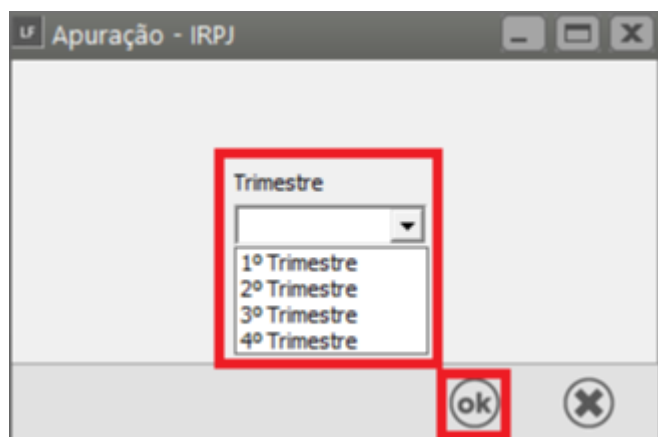 LF Apuração - IRPJ
Trimestre
1º Trimestre
2º Trimestre
3º Trimestre
4º Trimestre
ok